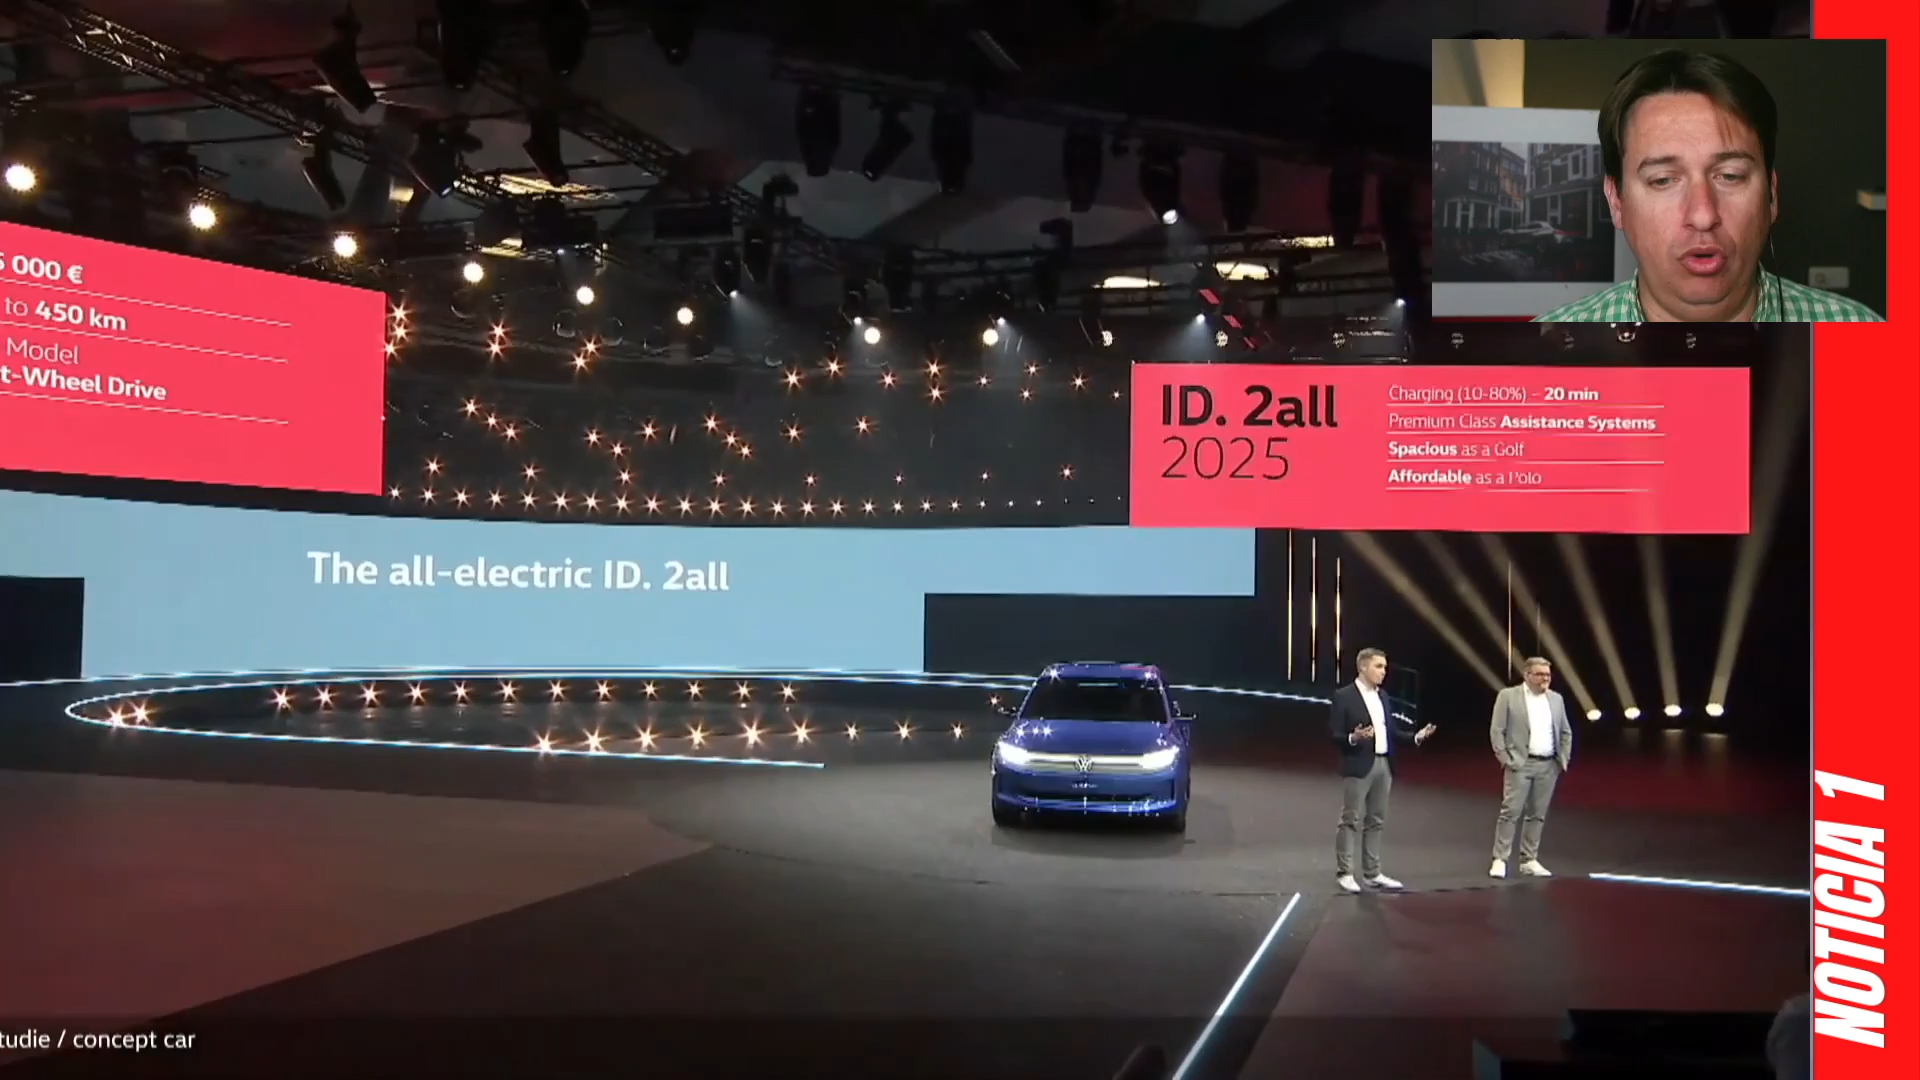 000 €
to 450 km
Model
t-Wheel Drive
ID. 2all
2025
Charging (10-80%) - 20 min
Premium Class Assistance Systems
Spacious as a Golf
Affordable as a Polo
The all-electric ID. 2all
tudie / concept car
NOTICIA 1